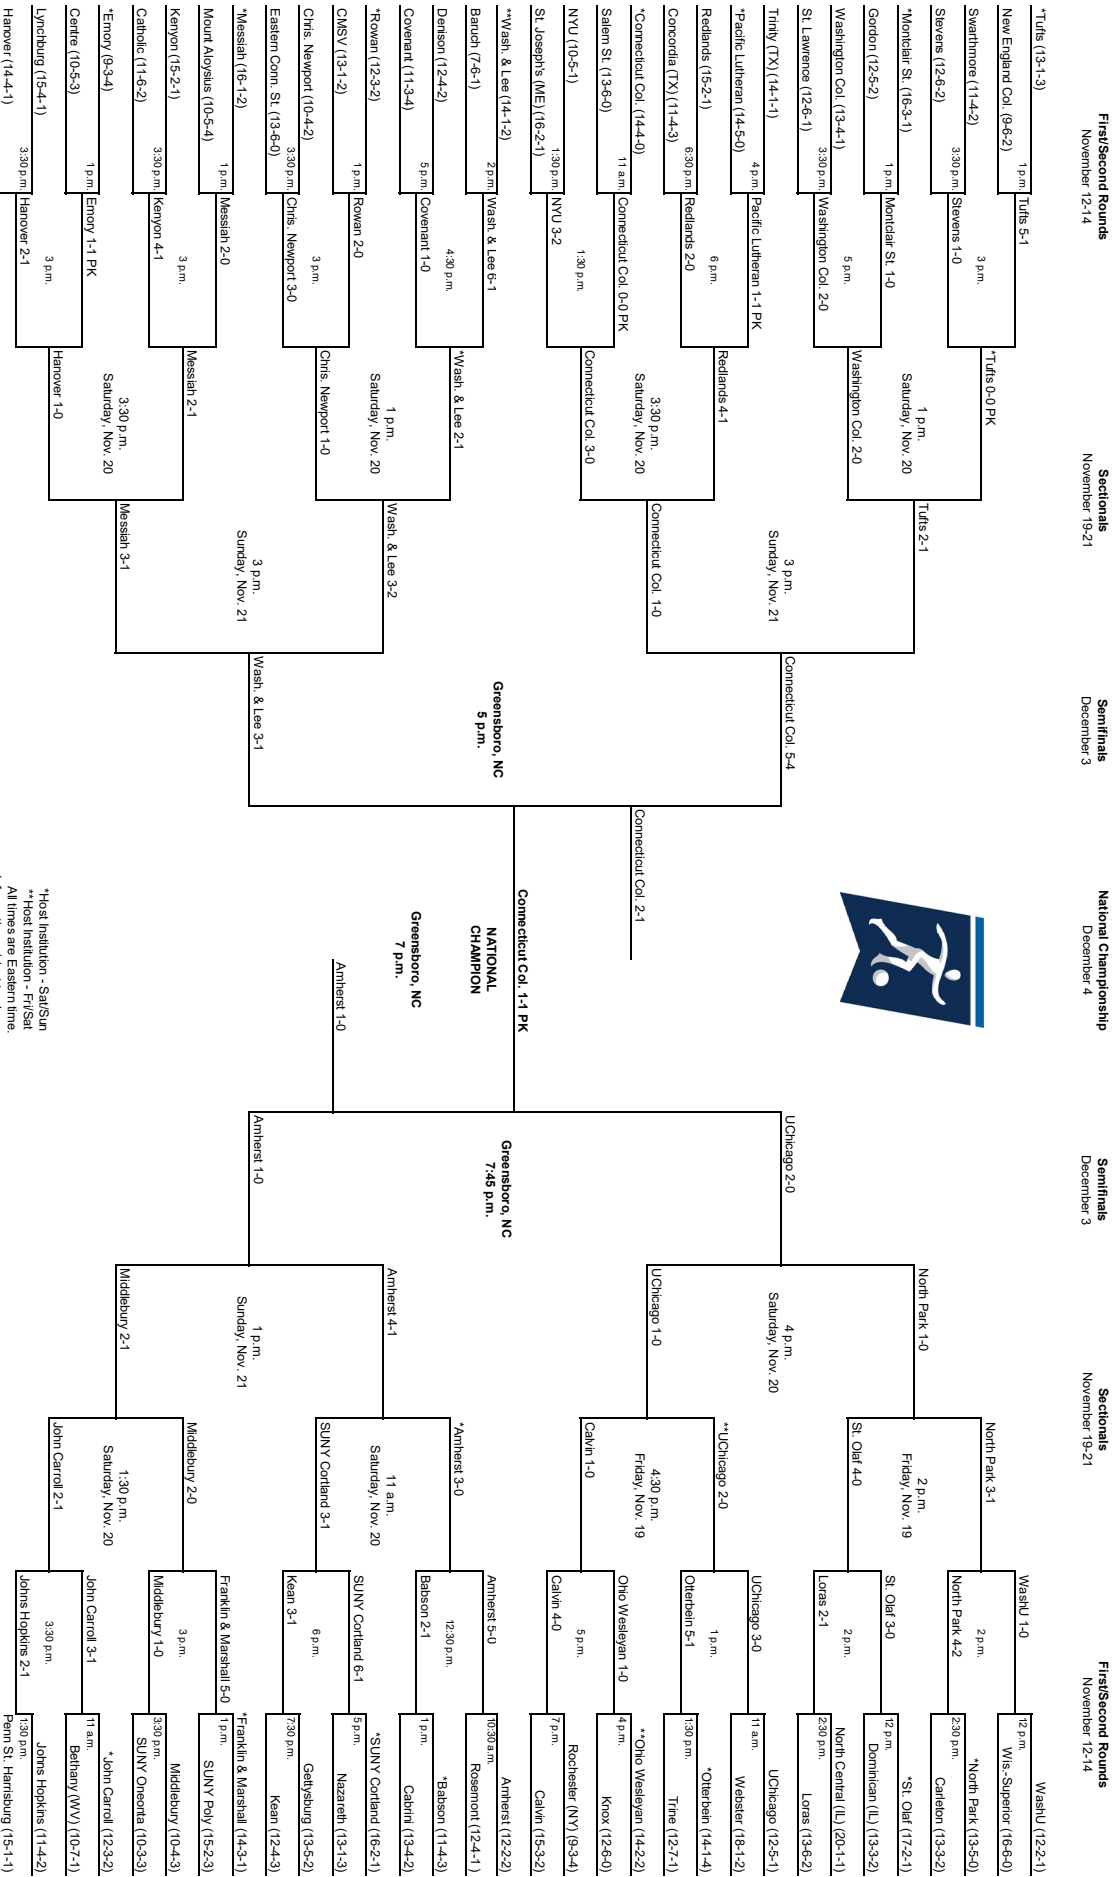 First/Second Rounds
November 12-14
Sectionals
November 19-21
Semifinals
December 3
National Championship
December 4
Semifinals
December 3
Sectionals
November 19-21
First/Second Rounds
November 12-14
*Tufts (13-1-3)
1 p.m.
New England Col. (9-6-2)
Swarthmore (11-4-2)
3:30 p.m.
Stevens (12-6-2)
*Montclair St. (16-3-1)
1 p.m.
Gordon (12-5-2)
Washington Col. (13-4-1)
3:30 p.m.
St. Lawrence (12-6-1)
Trinity (TX) (14-1-1)
4 p.m.
*Pacific Lutheran (14-5-0)
Redlands (15-2-1)
6:30 p.m.
Concordia (TX) (11-4-3)
*Connecticut Col. (14-4-0)
11 a.m.
Salem St. (13-6-0)
NYU (10-5-1)
1:30 p.m.
St. Joseph's (ME) (16-2-1)
**Wash. & Lee (14-1-2)
2 p.m.
Baruch (7-6-1)
Denison (12-4-2)
5 p.m.
Covenant (11-3-4)
*Rowan (12-3-2)
1 p.m.
CMSV (13-1-2)
Chris. Newport (10-4-2)
3:30 p.m.
Eastern Conn. St. (13-6-0)
*Messiah (16-1-2)
1 p.m.
Mount Aloysius (10-5-4)
Kenyon (15-2-1)
3:30 p.m.
Catholic (11-6-2)
*Emory (9-3-4)
1 p.m.
Centre (10-5-3)
Lynchburg (15-4-1)
3:30 p.m.
Hanover (14-4-1)
Tufts 5-1
3 p.m.
Stevens 1-0
Montclair St. 1-0
5 p.m.
Washington Col. 2-0
Pacific Lutheran 1-1 PK
6 p.m.
Redlands 2-0
Connecticut Col. 0-0 PK
1:30 p.m.
NYU 3-2
Wash. & Lee 6-1
4:30 p.m.
Covenant 1-0
Rowan 2-0
3 p.m.
Chris. Newport 3-0
Messiah 2-0
3 p.m.
Kenyon 4-1
Emory 1-1 PK
3 p.m.
Hanover 2-1
*Tufts 0-0 PK
1 p.m.
Saturday, Nov. 20
Washington Col. 2-0
Redlands 4-1
3:30 p.m.
Saturday, Nov. 20
Connecticut Col. 3-0
*Wash. & Lee 2-1
1 p.m.
Saturday, Nov. 20
Chris. Newport 1-0
Messiah 2-1
3:30 p.m.
Saturday, Nov. 20
Hanover 1-0
Tufts 2-1
3 p.m.
Sunday, Nov. 21
Connecticut Col. 1-0
Wash. & Lee 3-2
3 p.m.
Sunday, Nov. 21
Messiah 3-1
Connecticut Col. 5-4
Greensboro, NC
5 p.m.
Wash. & Lee 3-1
Connecticut Col. 2-1
Connecticut Col. 1-1 PK
NATIONAL
CHAMPION
Greensboro, NC
7 p.m.
Amherst 1-0
*Host Institution - Sat/Sun
**Host Institution - Fri/Sat
All times are Eastern time.
UChicago 2-0
Greensboro, NC
7:45 p.m.
Amherst 1-0
North Park 1-0
4 p.m.
Saturday, Nov. 20
UChicago 1-0
Amherst 4-1
1 p.m.
Sunday, Nov. 21
Middlebury 2-1
North Park 3-1
2 p.m.
Friday, Nov. 19
St. Olaf 4-0
**UChicago 2-0
4:30 p.m.
Friday, Nov. 19
Calvin 1-0
*Amherst 3-0
11 a.m.
Saturday, Nov. 20
SUNY Cortland 3-1
Middlebury 2-0
1:30 p.m.
Saturday, Nov. 20
John Carroll 2-1
WashU 1-0
2 p.m.
North Park 4-2
St. Olaf 3-0
2 p.m.
Loras 2-1
UChicago 3-0
1 p.m.
Otterbein 5-1
Ohio Wesleyan 1-0
5 p.m.
Calvin 4-0
Amherst 5-0
12:30 p.m.
Babson 2-1
SUNY Cortland 6-1
6 p.m.
Kean 3-1
Franklin & Marshall 5-0
3 p.m.
Middlebury 1-0
John Carroll 3-1
3:30 p.m.
Johns Hopkins 2-1
WashU (12-2-1)
12 p.m.
Wis.-Superior (16-6-0)
*North Park (13-5-0)
2:30 p.m.
Carleton (13-3-2)
*St. Olaf (17-2-1)
12 p.m.
Dominican (IL) (12-3-2)
North Central (IL) (20-1-1)
2:30 p.m.
Loras (13-6-2)
UChicago (12-5-1)
11 a.m.
Webster (18-1-2)
*Otterbein (14-1-4)
1:30 p.m.
Trine (12-7-1)
**Ohio Wesleyan (14-2-2)
4 p.m.
Knox (12-6-0)
Rochester (NY) (9-3-4)
7 p.m.
Calvin (15-3-2)
Amherst (12-2-2)
10:30 a.m.
Rosemont (12-4-1)
*Babson (11-4-3)
1 p.m.
Cabrini (13-4-2)
*SUNY Cortland (16-2-1)
5 p.m.
Nazareth (13-1-3)
Gettysburg (13-5-2)
7:30 p.m.
Kean (12-4-3)
*Franklin & Marshall (14-3-1)
1 p.m.
SUNY Poly (15-2-3)
Middlebury (10-4-3)
3:30 p.m.
SUNY Oneonta (10-3-3)
*John Carroll (12-3-2)
11 a.m.
Bethany (WV) (10-7-1)
Johns Hopkins (11-4-2)
1:30 p.m.
Penn St. Harrisburg (15-1-1)